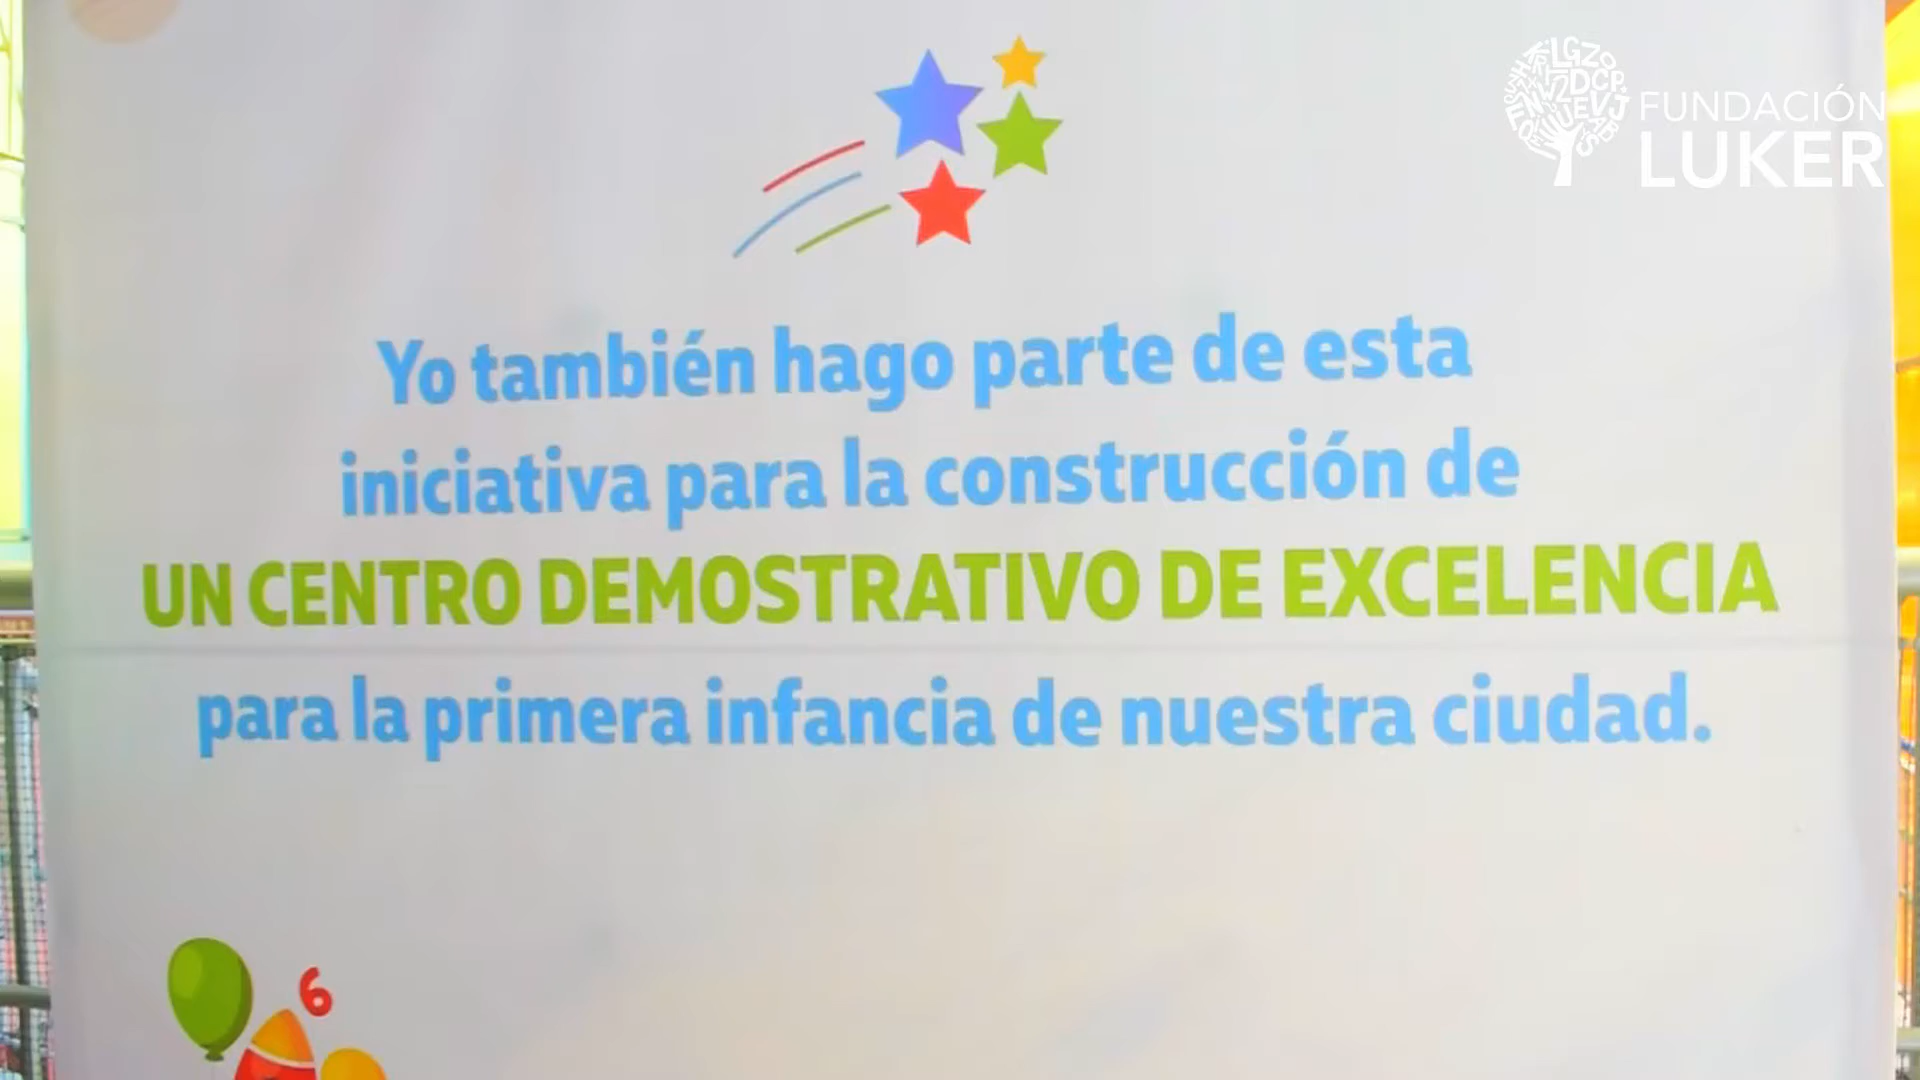 FUNDACIÓN
LUKER
Yo también hago parte de esta
iniciativa para la construcción de
UN CENTRO DEMOSTRATIVO DE EXCELENCIA
para la primera infancia de nuestra ciudad.
6